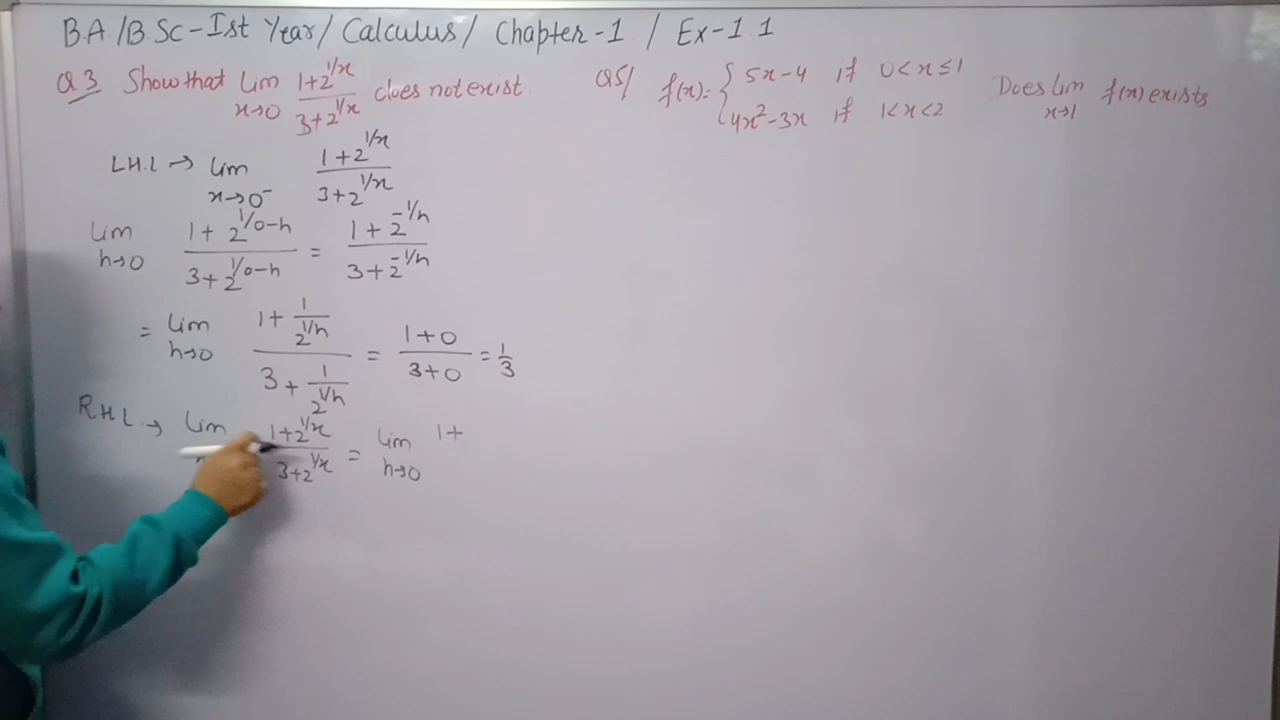 B.A/B.Sc-Ist Year/ Calculus/ Chapter-1 / Ex-1.1
Q3 Show that Lim x→0 (1+2^(1/x))/(3+2^(1/x)) does not exist.
LH.L → Lim x→0⁻ (1+2^(1/x))/(3+2^(1/x))
Lim h→0 (1+2^(1/0-h))/(3+2^(1/0-h)) = (1+2^(-1/h))/(3+2^(-1/h))
= Lim h→0 (1+1/2^(1/h))/(3+1/2^(1/h)) = (1+0)/(3+0) = 1/3
RHL → Lim (1+2^(1/x))/(3+2^(1/x)) = Lim h→0 1+
Q5/ f(x)= { 5x-4 if 0<x≤1
4x²-3x if 1<x<2
Does Lim x→1 f(x) exists